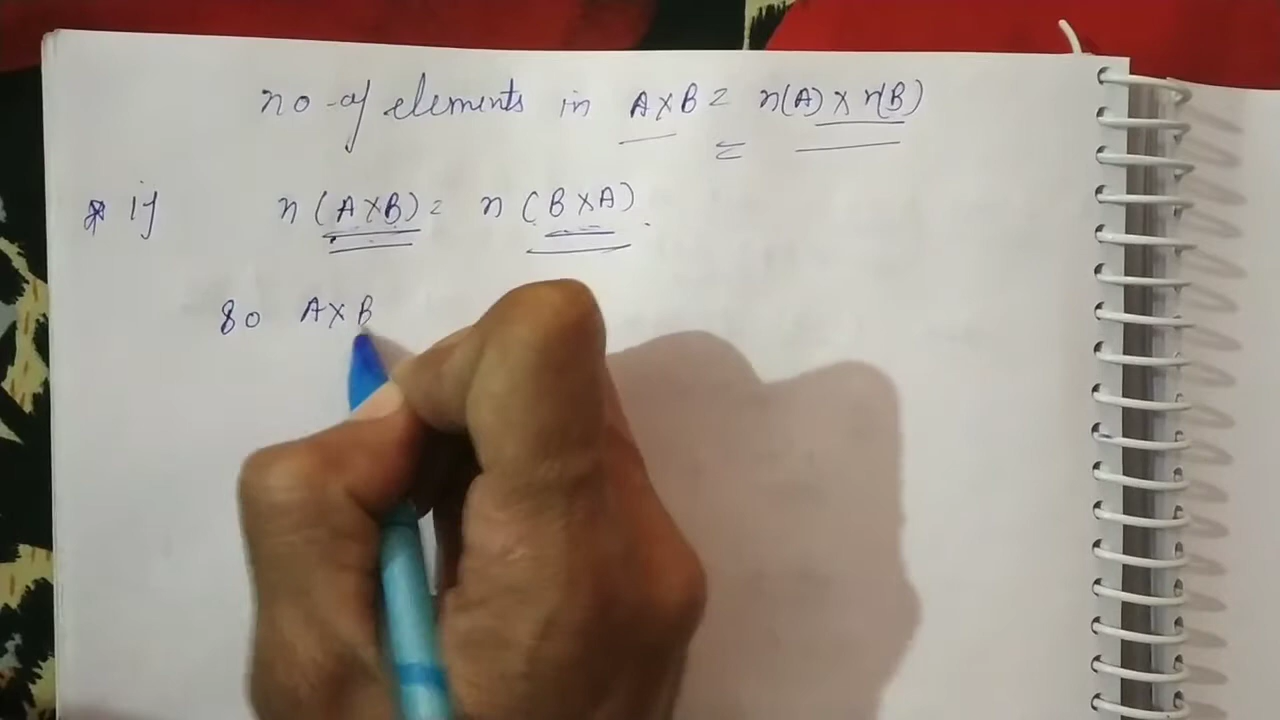 no. of elements in A×B = n(A) × n(B)
=
* if n (A×B) = n (B×A).
So A×B